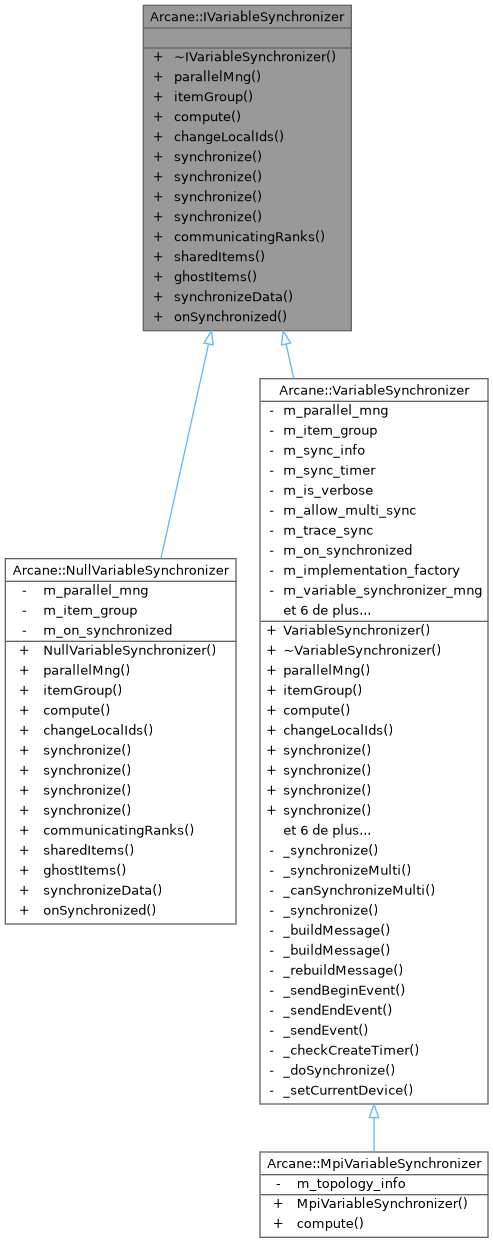 Arcane::IVariableSynchronizer
+ ~IVariableSynchronizer()
+ parallelMng()
+ itemGroup()
+ compute()
+ changeLocalIds()
+ synchronize()
+ synchronize()
+ synchronize()
+ synchronize()
+ communicatingRanks()
+ sharedItems()
+ ghostItems()
+ synchronizeData()
+ onSynchronized()
Arcane::NullVariableSynchronizer
- m_parallel_mng
- m_item_group
- m_on_synchronized
+ NullVariableSynchronizer()
+ parallelMng()
+ itemGroup()
+ compute()
+ changeLocalIds()
+ synchronize()
+ synchronize()
+ synchronize()
+ synchronize()
+ communicatingRanks()
+ sharedItems()
+ ghostItems()
+ synchronizeData()
+ onSynchronized()
Arcane::VariableSynchronizer
- m_parallel_mng
- m_item_group
- m_sync_info
- m_sync_timer
- m_is_verbose
- m_allow_multi_sync
- m_trace_sync
- m_on_synchronized
- m_implementation_factory
- m_variable_synchronizer_mng
et 6 de plus...
+ VariableSynchronizer()
+ ~VariableSynchronizer()
+ parallelMng()
+ itemGroup()
+ compute()
+ changeLocalIds()
+ synchronize()
+ synchronize()
+ synchronize()
+ synchronize()
et 6 de plus...
- _synchronize()
- _synchronizeMulti()
- _canSynchronizeMulti()
- _synchronize()
- _buildMessage()
- _buildMessage()
- _rebuildMessage()
- _sendBeginEvent()
- _sendEndEvent()
- _sendEvent()
- _checkCreateTimer()
- _doSynchronize()
- _setCurrentDevice()
Arcane::MpiVariableSynchronizer
- m_topology_info
+ MpiVariableSynchronizer()
+ compute()